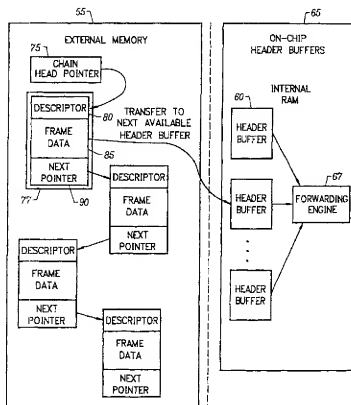 55
EXTERNAL MEMORY
75
CHAIN
HEAD POINTER
DESCRIPTOR
80
FRAME
DATA
85
NEXT
POINTER
77
90
TRANSFER TO
NEXT AVAILABLE
HEADER BUFFER
DESCRIPTOR
FRAME
DATA
NEXT
POINTER
DESCRIPTOR
FRAME
DATA
NEXT
POINTER
DESCRIPTOR
FRAME
DATA
NEXT
POINTER
65
ON-CHIP
HEADER BUFFERS
INTERNAL
RAM
60
HEADER
BUFFER
67
HEADER
BUFFER
FORWARDING
ENGINE
HEADER
BUFFER